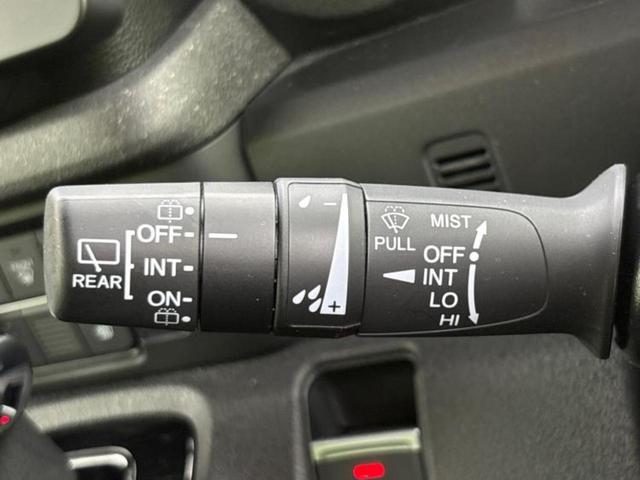 REAR
OFF
INT
ON
− 
+
PULL
MIST
OFF
INT
LO
HI